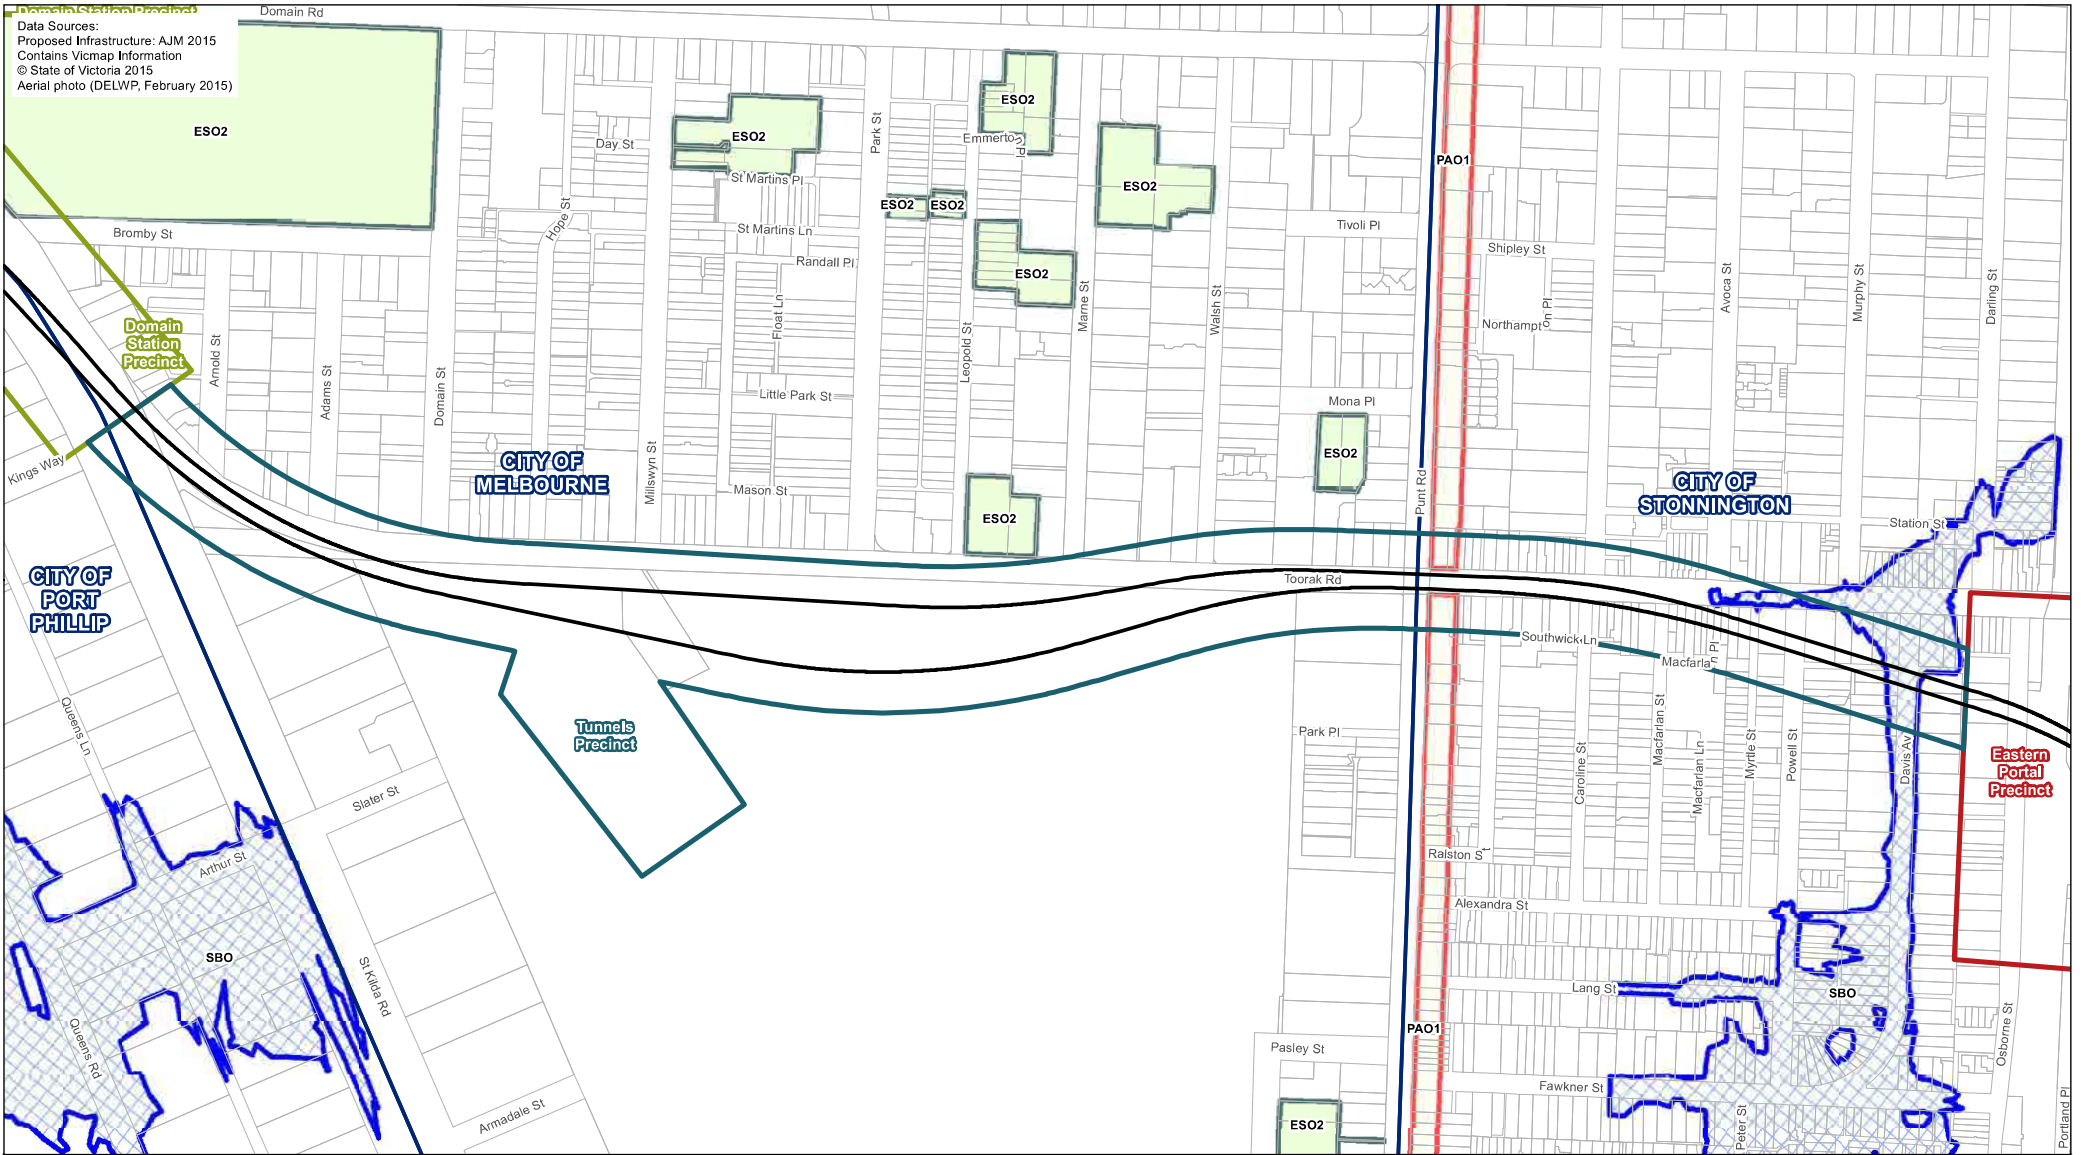 Domain Station Precinct
Domain Rd
Data Sources:
Proposed Infrastructure: AJM 2015
Contains Vicmap Information
© State of Victoria 2015
Aerial photo (DELWP, February 2015)
ESO2
ESO2
ESO2
ESO2
ESO2
ESO2
ESO2
ESO2
ESO2
ESO2
PAO1
Day St
Park St
Emmerto
Pl
St Martins Pl
St Martins Ln
Randall Pl
Hope St
Bromby St
Tivoli Pl
Shipley St
Avoca St
Murphy St
Darling St
Northampt
on Pl
Domain
Station
Precinct
Arnold St
Adams St
Domain St
Float Ln
Leopold St
Marne St
Walsh St
Little Park St
Mona Pl
Kings Way
CITY OF
MELBOURNE
Millswyn St
Mason St
Punt Rd
CITY OF
STONNINGTON
Station St
CITY OF
PORT
PHILLIP
Toorak Rd
Southwick Ln
Macfarla
n Pl
Queens Ln
Tunnels
Precinct
Park Pl
Caroline St
Macfarlan St
Macfarlan Ln
Myrtle St
Powell St
Davis Av
Eastern
Portal
Precinct
Slater St
Arthur St
Ralston St
Alexandra St
SBO
St Kilda Rd
Lang St
SBO
PAO1
Queens Rd
Pasley St
Osborne St
Fawkner St
Armadale St
ESO2
Peter St
Portland Pl